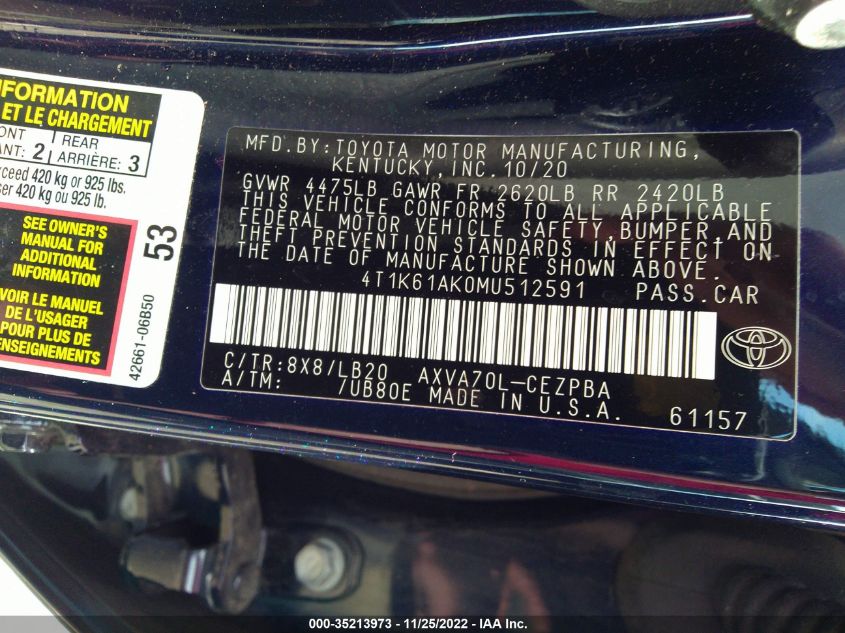 NFORMATION
ET LE CHARGEMENT
ONT
ANT: 2
REAR
ARRIÈRE: 3
xceed 420 kg or 925 lbs.
ser 420 kg ou 925 lb.
SEE OWNER'S
MANUAL FOR
ADDITIONAL
INFORMATION
VOIR LE MANUEL
DE L'USAGER
POUR PLUS DE
RENSEIGNEMENTS
53
42661-06B50
MFD.BY:TOYOTA MOTOR MANUFACTURING,
KENTUCKY,INC.10/20
GVWR 4475LB GAWR FR 2620LB RR 2420LB
THIS VEHICLE CONFORMS TO ALL APPLICABLE
FEDERAL MOTOR VEHICLE SAFETY,BUMPER,AND
THEFT PREVENTION STANDARDS IN EFFECT ON
THE DATE OF MANUFACTURE SHOWN ABOVE.
4T1K61AK0MU512591 PASS.CAR
C/TR:8X8/LB20 AXVA70L-CEZPBA
A/TM: /UB80E MADE IN U.S.A. 61157
000-35213973 - 11/25/2022 - IAA Inc.